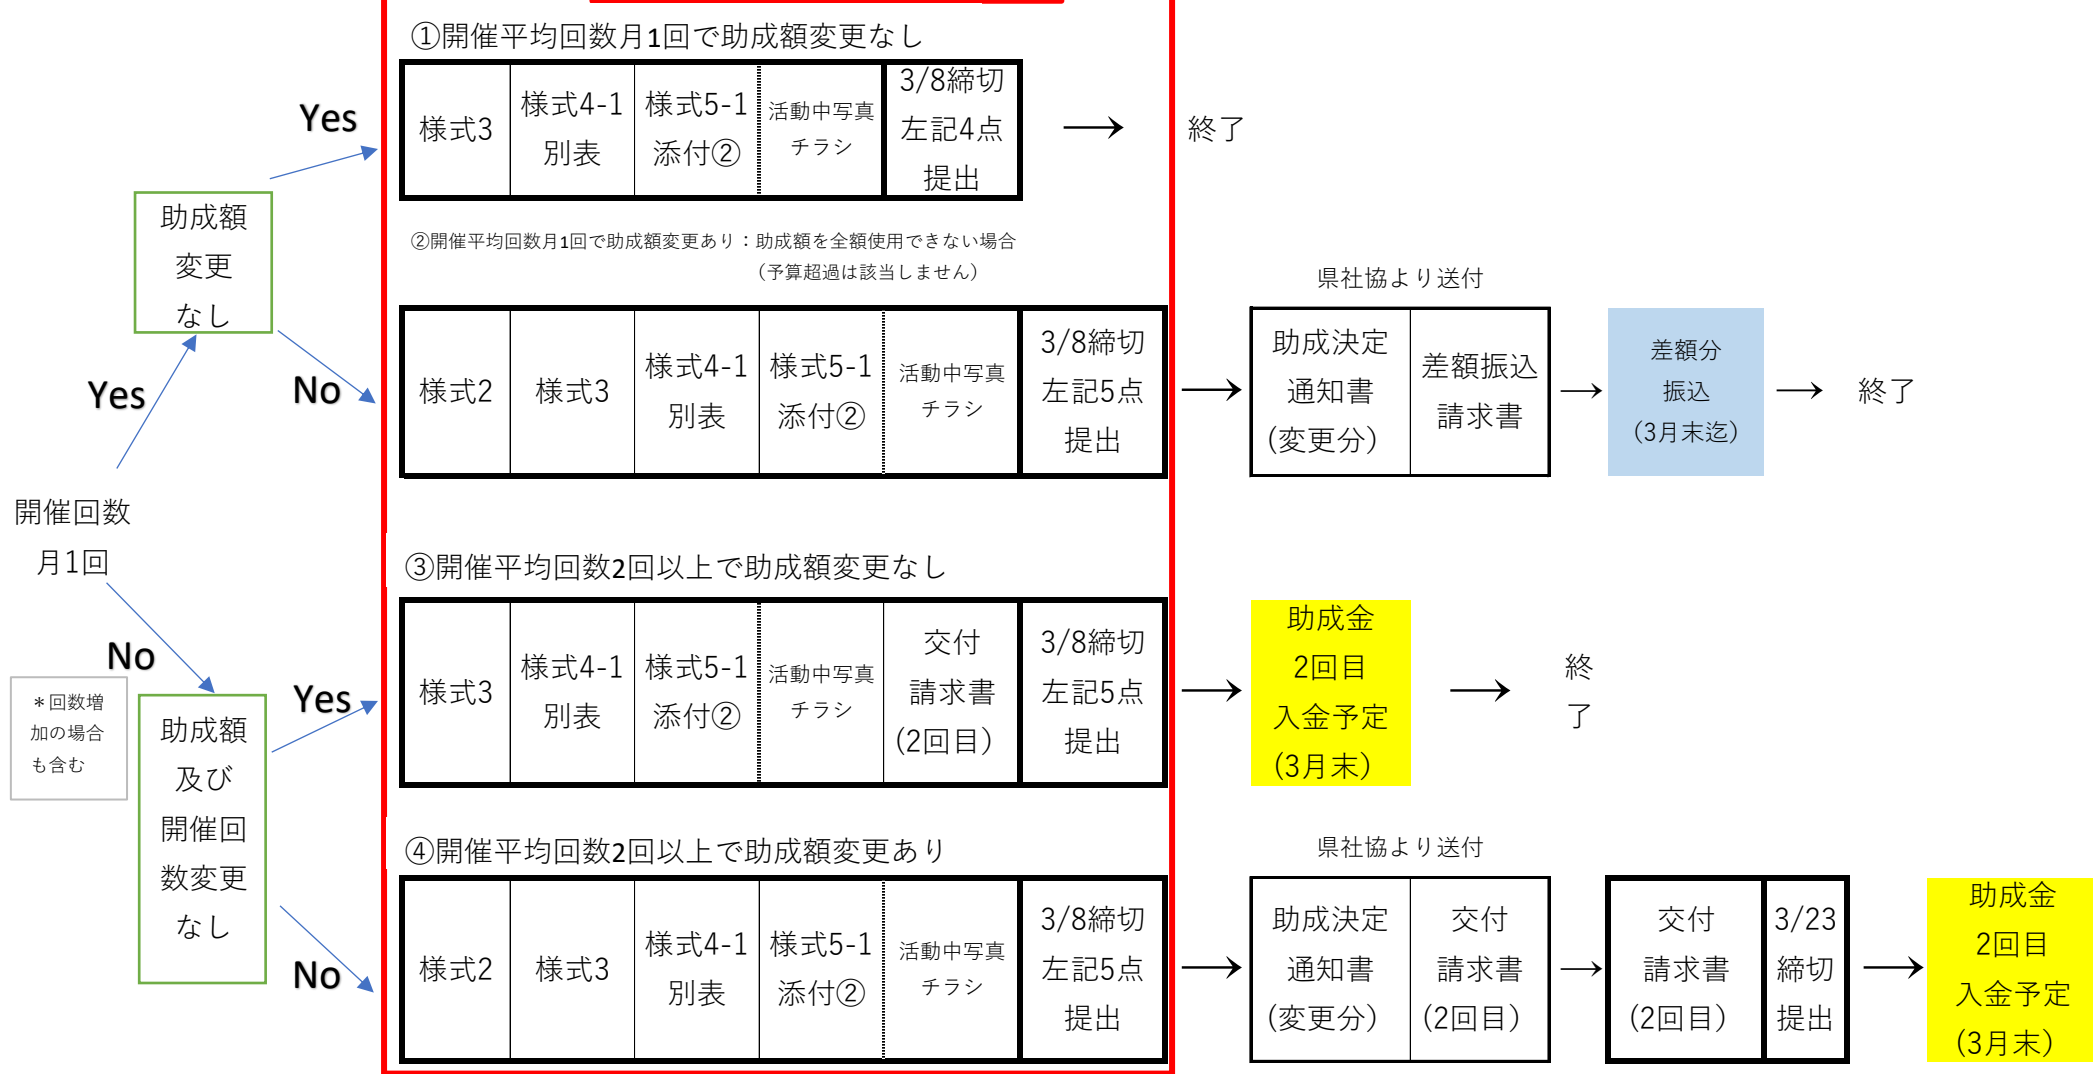 ①開催平均回数月1回で助成額変更なし
Yes
様式3
様式4-1
別表
様式5-1
添付②
活動中写真
チラシ
3/8締切
左記4点
提出
→
終了
助成額
変更
なし
②開催平均回数月1回で助成額変更あり：助成額を全額使用できない場合
（予算超過は該当しません）
県社協より送付
Yes
No
様式2
様式3
様式4-1
別表
様式5-1
添付②
活動中写真
チラシ
3/8締切
左記5点
提出
→
助成決定
通知書
(変更分)
差額振込
請求書
→
差額分
振込
(3月末迄)
→
終了
開催回数
月1回
③開催平均回数2回以上で助成額変更なし
No
Yes
＊回数増
加の場合
も含む
様式3
様式4-1
別表
様式5-1
添付②
活動中写真
チラシ
交付
請求書
(2回目)
3/8締切
左記5点
提出
→
助成金
2回目
入金予定
(3月末)
→
終
了
助成額
及び
開催回
数変更
なし
④開催平均回数2回以上で助成額変更あり
県社協より送付
No
様式2
様式3
様式4-1
別表
様式5-1
添付②
活動中写真
チラシ
3/8締切
左記5点
提出
→
助成決定
通知書
(変更分)
交付
請求書
(2回目)
→
交付
請求書
(2回目)
3/23
締切
提出
→
助成金
2回目
入金予定
(3月末)